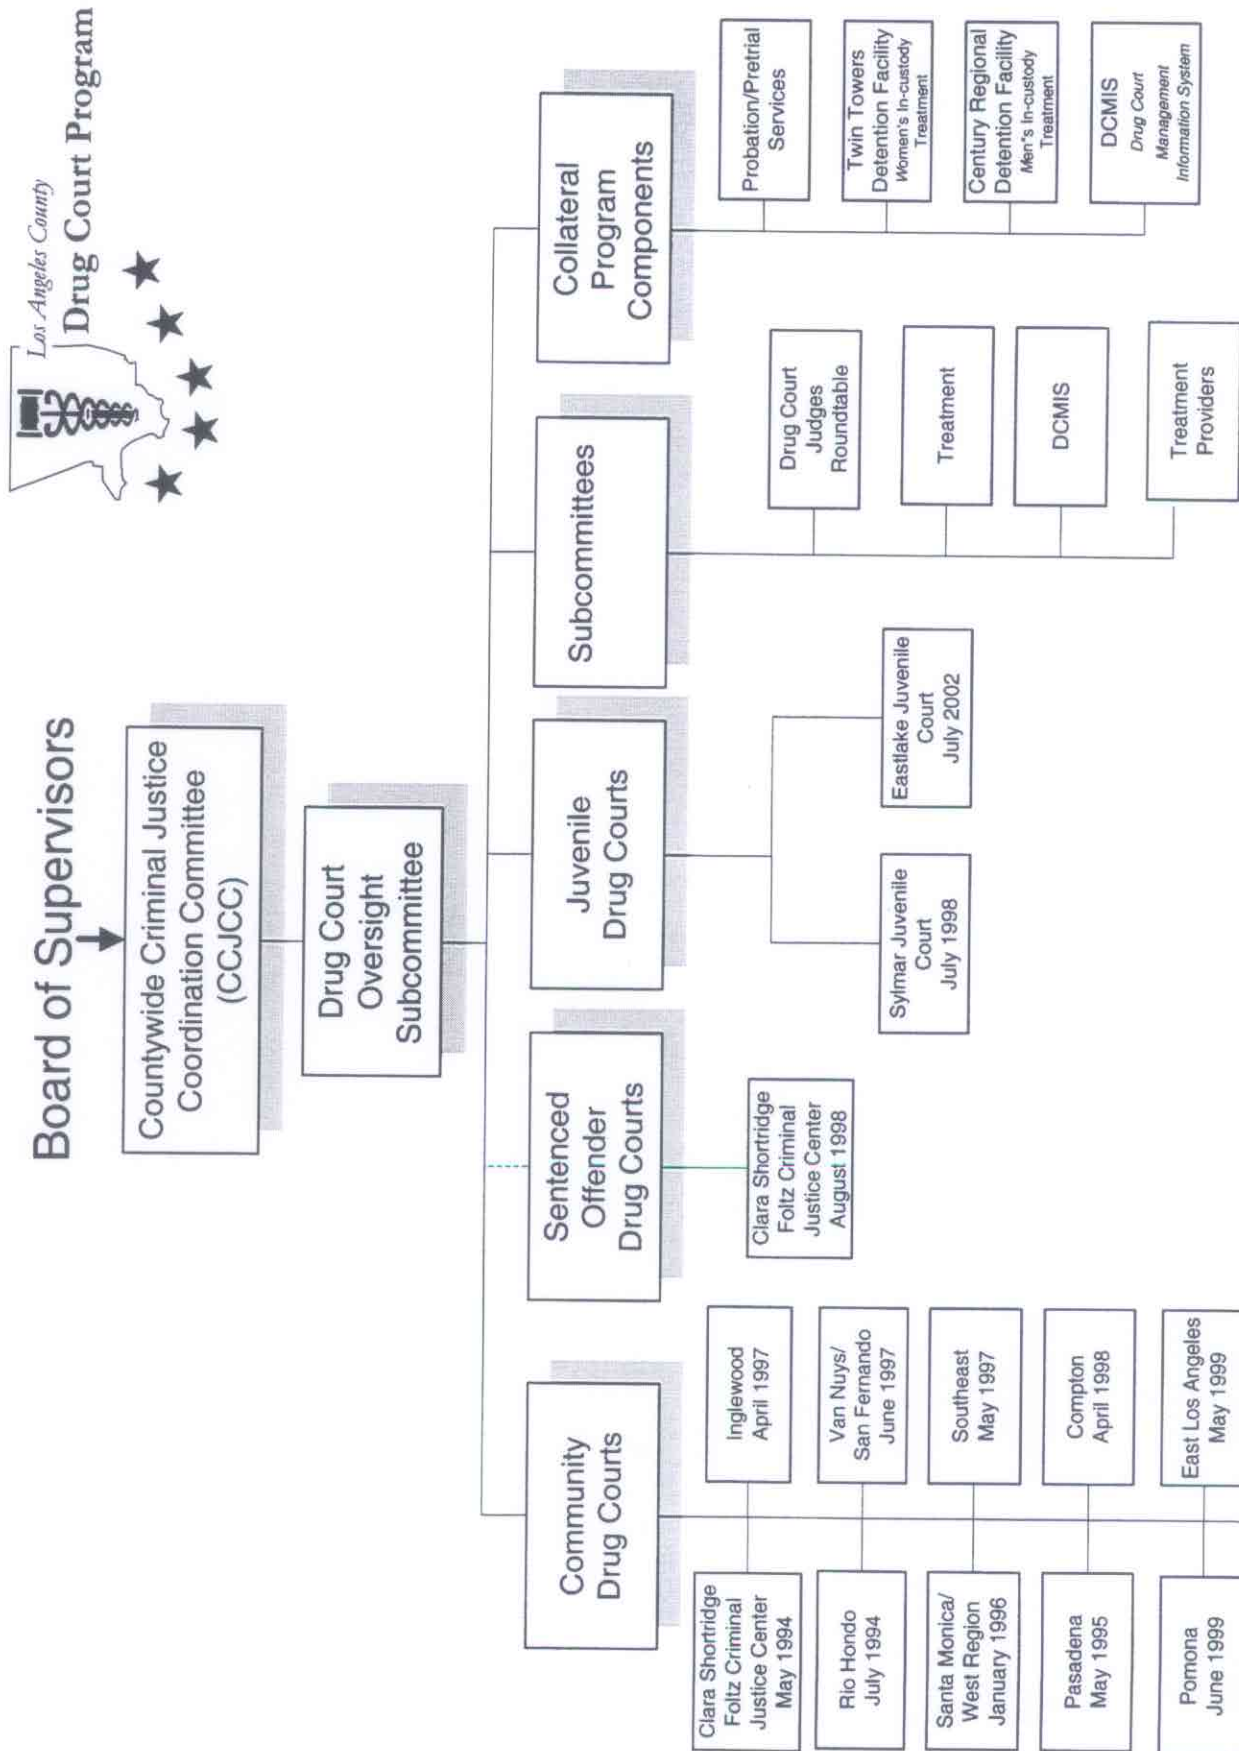 Los Angeles County
Drug Court Program
Board of Supervisors
Countywide Criminal Justice
Coordination Committee
(CCJCC)
Drug Court
Oversight
Subcommittee
Community
Drug Courts
Sentenced
Offender
Drug Courts
Juvenile
Drug Courts
Subcommittees
Collateral
Program
Components
Clara Shortridge
Foltz Criminal
Justice Center
May 1994
Inglewood
April 1997
Rio Hondo
July 1994
Van Nuys/
San Fernando
June 1997
Santa Monica/
West Region
January 1996
Southeast
May 1997
Pasadena
May 1995
Compton
April 1998
Pomona
June 1999
East Los Angeles
May 1999
Clara Shortridge
Foltz Criminal
Justice Center
August 1998
Sylmar Juvenile
Court
July 1998
Eastlake Juvenile
Court
July 2002
Drug Court
Judges
Roundtable
Treatment
DCMIS
Treatment
Providers
Probation/Pretrial
Services
Twin Towers
Detention Facility
Women's In-custody
Treatment
Century Regional
Detention Facility
Men"s In-custody
Treatment
DCMIS
Drug Court
Management
Information System